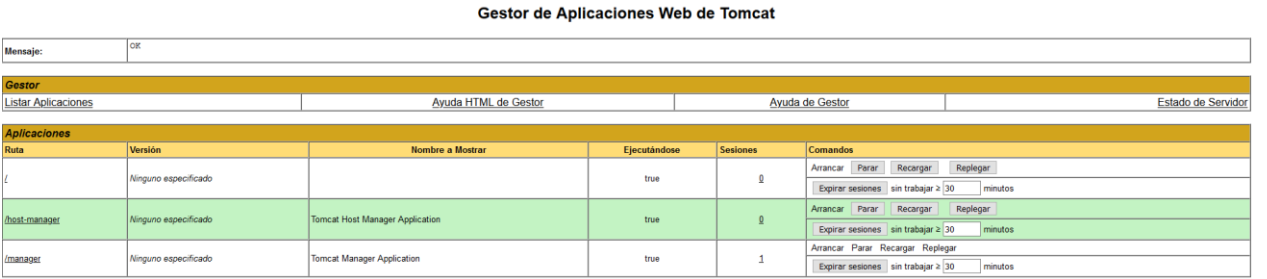 Gestor de Aplicaciones Web de Tomcat
Mensaje: OK
Gestor
Listar Aplicaciones Ayuda HTML de Gestor Ayuda de Gestor Estado de Servidor
Aplicaciones
Ruta Versión Nombre a Mostrar Ejecutándose Sesiones Comandos
/ Ninguno especificado true 0 Arrancar Parar Recargar Replegar
Expirar sesiones sin trabajar ≥ 30 minutos
/host-manager Ninguno especificado Tomcat Host Manager Application true 0 Arrancar Parar Recargar Replegar
Expirar sesiones sin trabajar ≥ 30 minutos
/manager Ninguno especificado Tomcat Manager Application true 1 Arrancar Parar Recargar Replegar
Expirar sesiones sin trabajar ≥ 30 minutos